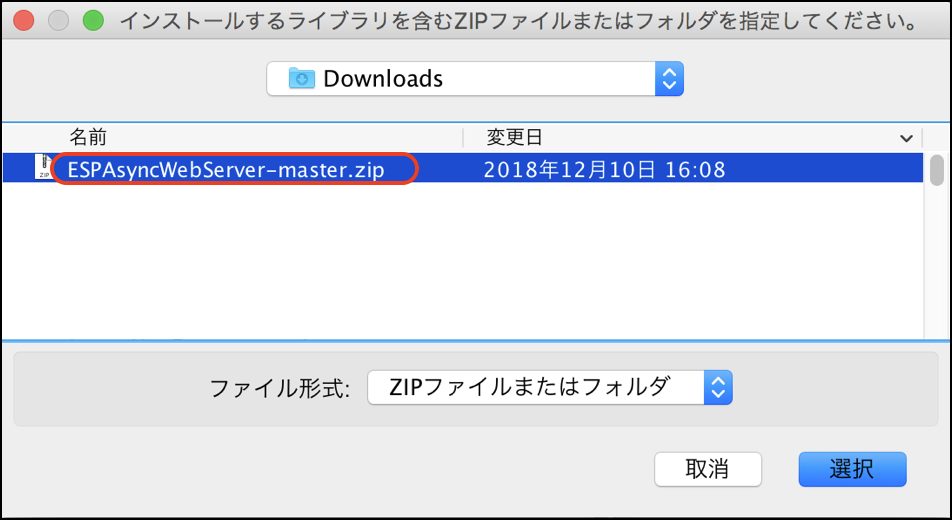 インストールするライブラリを含むZIPファイルまたはフォルダを指定してください。
Downloads
名前 変更日
ZIP ESPAsyncWebServer-master.zip 2018年12月10日 16:08
ファイル形式: ZIPファイルまたはフォルダ
取消 選択